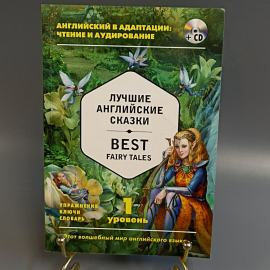 АНГЛИЙСКИЙ В АДАПТАЦИИ:
ЧТЕНИЕ И АУДИРОВАНИЕ
+ CD
ЛУЧШИЕ
АНГЛИЙСКИЕ
СКАЗКИ
BEST
FAIRY TALES
УПРАЖНЕНИЯ
КЛЮЧИ
СЛОВАРЬ
1
уровень
Этот волшебный мир английского языка